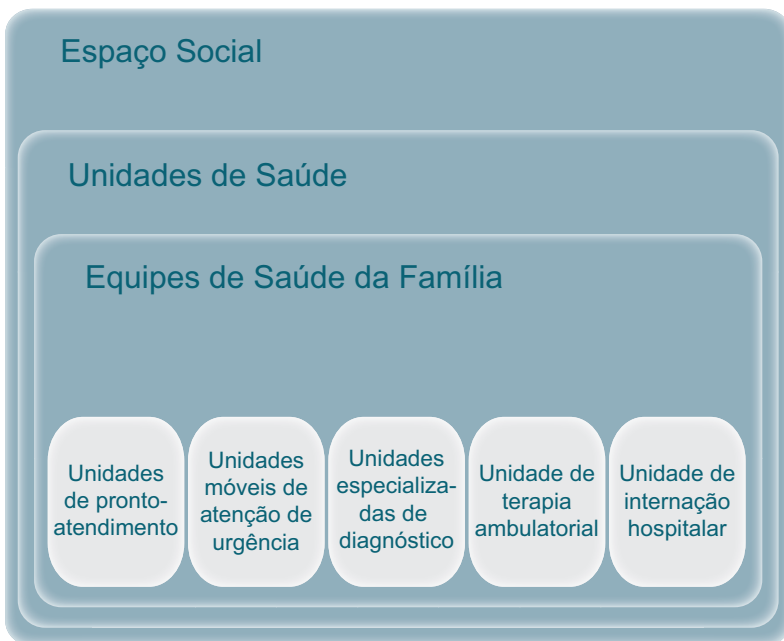 Espaço Social
Unidades de Saúde
Equipes de Saúde da Família
Unidades
de pronto-
atendimento
Unidades
móveis de
atenção de
urgência
Unidades
especializa-
das de
diagnóstico
Unidade de
terapia
ambulatorial
Unidade de
internação
hospitalar